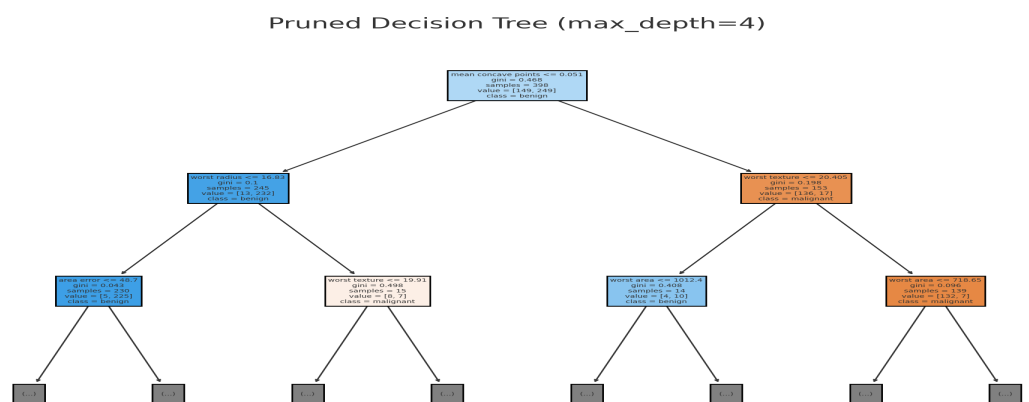 Pruned Decision Tree (max_depth=4)
mean concave points <= 0.051
gini = 0.468
samples = 398
value = [149, 249]
class = benign
worst radius <= 16.83
gini = 0.1
samples = 245
value = [13, 232]
class = benign
worst texture <= 20.405
gini = 0.198
samples = 153
value = [136, 17]
class = malignant
area error <= 48.7
gini = 0.043
samples = 230
value = [5, 225]
class = benign
worst texture <= 19.91
gini = 0.498
samples = 15
value = [8, 7]
class = malignant
worst area <= 1012.4
gini = 0.408
samples = 14
value = [4, 10]
class = benign
worst area <= 718.65
gini = 0.096
samples = 139
value = [132, 7]
class = malignant
(...)
(...)
(...)
(...)
(...)
(...)
(...)
(...)